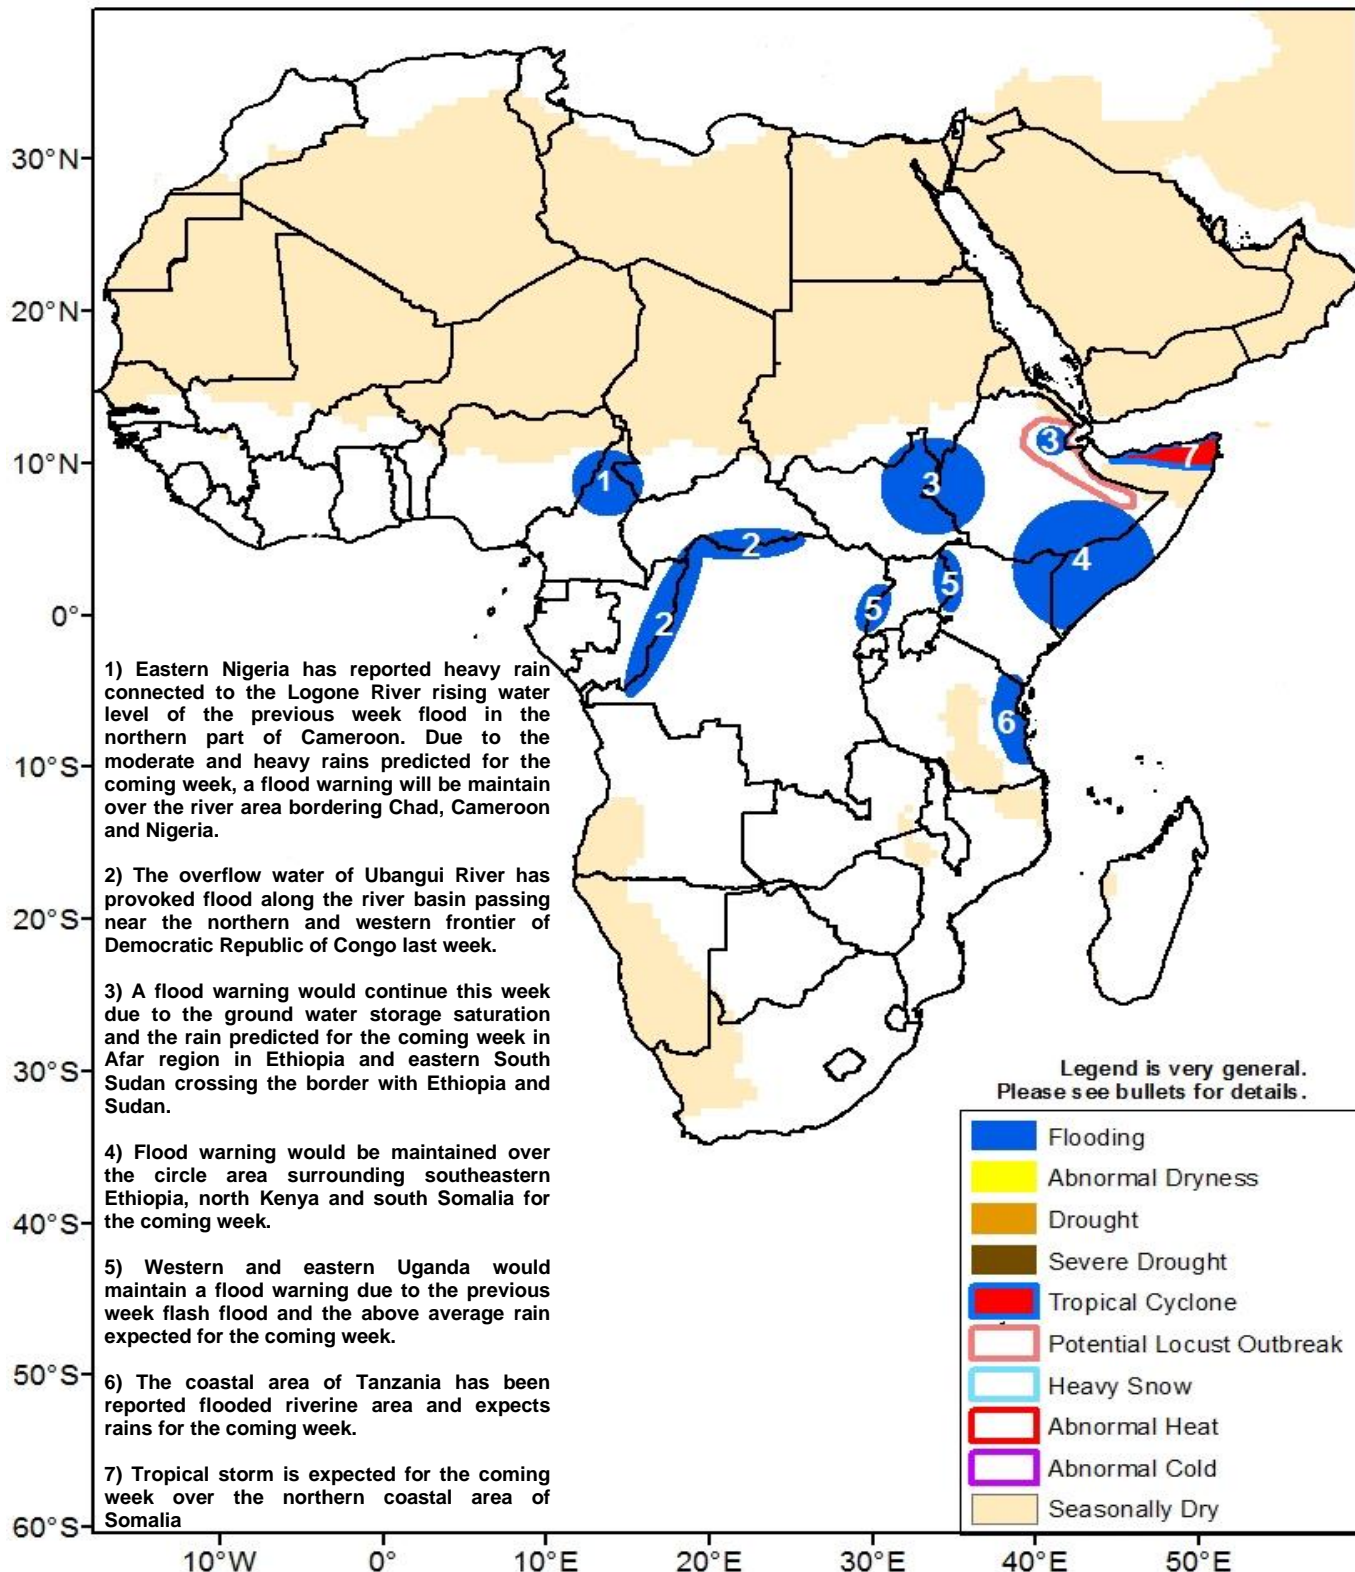 30°N
20°N
10°N
0°
10°S
20°S
30°S
40°S
50°S
60°S
10°W
0°
10°E
20°E
30°E
40°E
50°E
1
2
2
3
3
4
5
5
6
7
1) Eastern Nigeria has reported heavy rain
connected to the Logone River rising water
level of the previous week flood in the
northern part of Cameroon. Due to the
moderate and heavy rains predicted for the
coming week, a flood warning will be maintain
over the river area bordering Chad, Cameroon
and Nigeria.
2) The overflow water of Ubangui River has
provoked flood along the river basin passing
near the northern and western frontier of
Democratic Republic of Congo last week.
3) A flood warning would continue this week
due to the ground water storage saturation
and the rain predicted for the coming week in
Afar region in Ethiopia and eastern South
Sudan crossing the border with Ethiopia and
Sudan.
4) Flood warning would be maintained over
the circle area surrounding southeastern
Ethiopia, north Kenya and south Somalia for
the coming week.
5) Western and eastern Uganda would
maintain a flood warning due to the previous
week flash flood and the above average rain
expected for the coming week.
6) The coastal area of Tanzania has been
reported flooded riverine area and expects
rains for the coming week.
7) Tropical storm is expected for the coming
week over the northern coastal area of
Somalia
Legend is very general.
Please see bullets for details.
Flooding
Abnormal Dryness
Drought
Severe Drought
Tropical Cyclone
Potential Locust Outbreak
Heavy Snow
Abnormal Heat
Abnormal Cold
Seasonally Dry